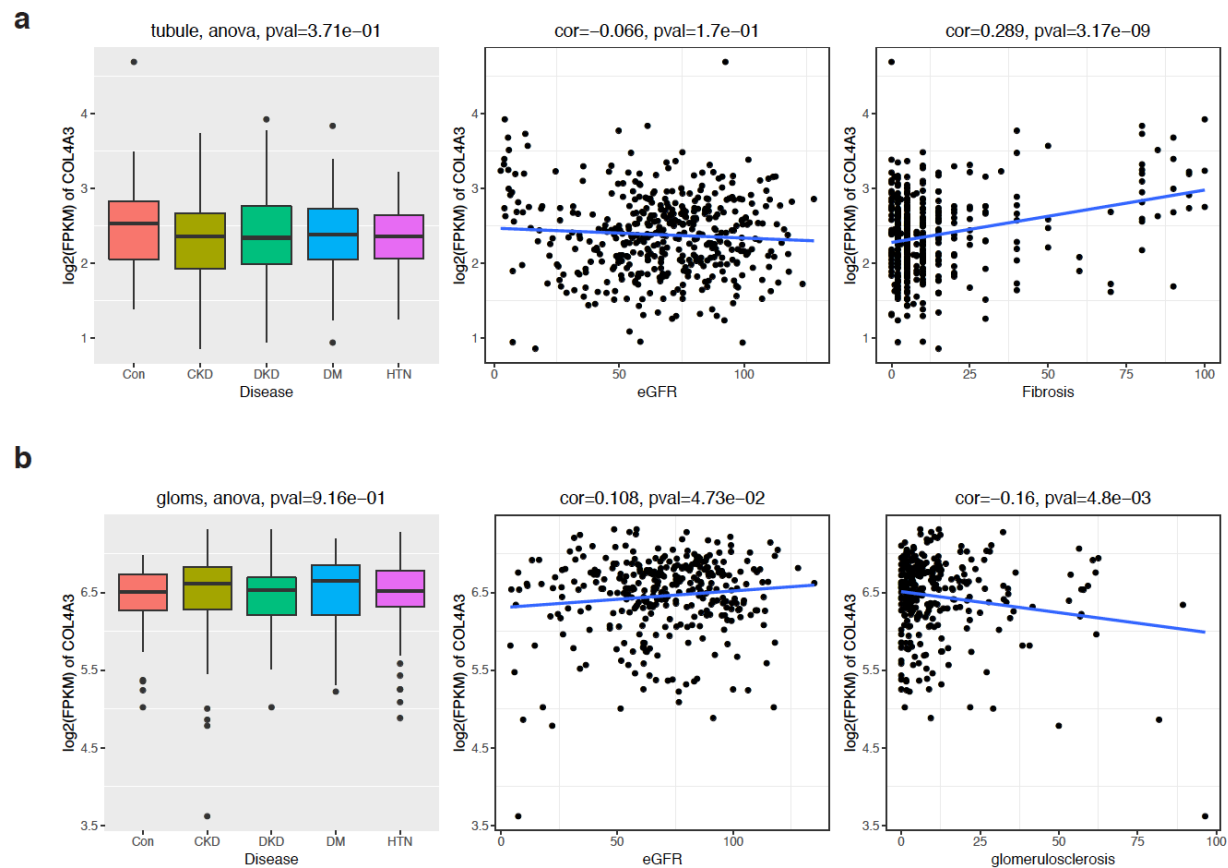 a
tubule, anova, pval=3.71e−01
log2(FPKM) of COL4A3
4
3
2
1
Con CKD DKD DM HTN
Disease
cor=−0.066, pval=1.7e−01
log2(FPKM) of COL4A3
4
3
2
1
0 50 100
eGFR
cor=0.289, pval=3.17e−09
log2(FPKM) of COL4A3
4
3
2
1
0 25 50 75 100
Fibrosis
b
gloms, anova, pval=9.16e−01
log2(FPKM) of COL4A3
6.5
5.5
4.5
3.5
Con CKD DKD DM HTN
Disease
cor=0.108, pval=4.73e−02
log2(FPKM) of COL4A3
6.5
5.5
4.5
3.5
0 50 100
eGFR
cor=−0.16, pval=4.8e−03
log2(FPKM) of COL4A3
6.5
5.5
4.5
3.5
0 25 50 75 100
glomerulosclerosis